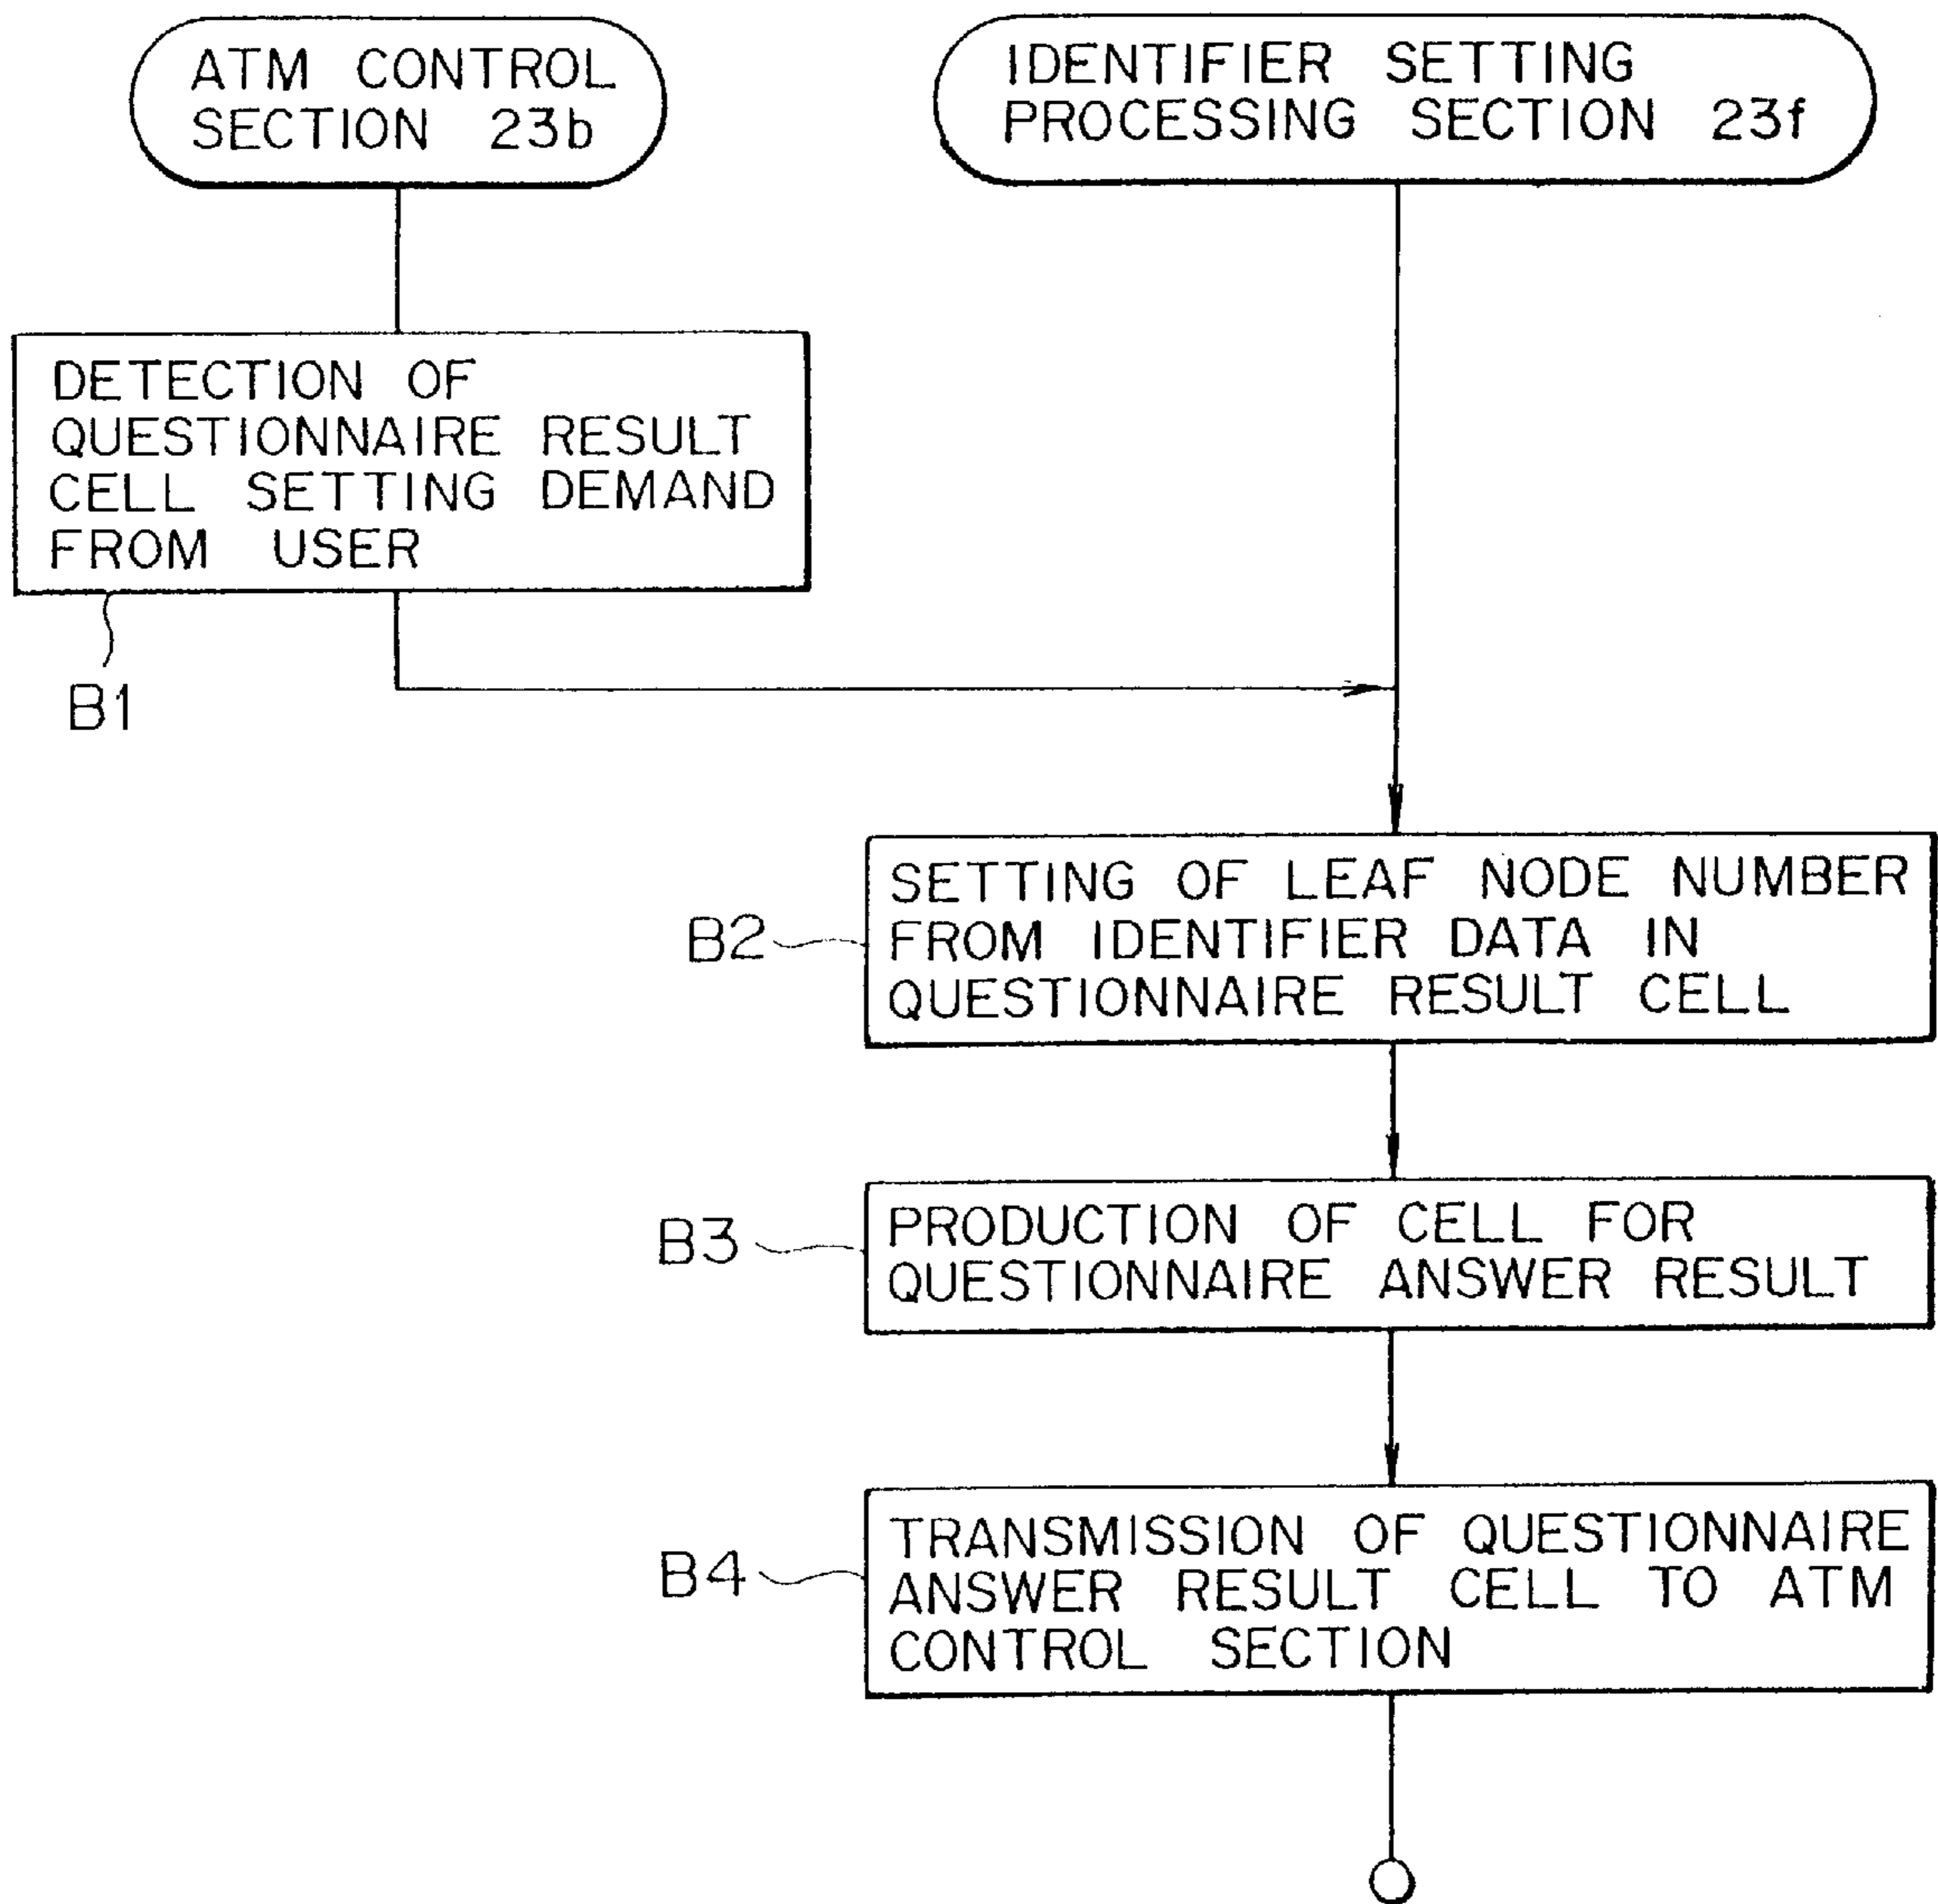 ATM CONTROL
SECTION 23b
IDENTIFIER SETTING
PROCESSING SECTION 23f
DETECTION OF
QUESTIONNAIRE RESULT
CELL SETTING DEMAND
FROM USER
B1
B2
SETTING OF LEAF NODE NUMBER
FROM IDENTIFIER DATA IN
QUESTIONNAIRE RESULT CELL
B3
PRODUCTION OF CELL FOR
QUESTIONNAIRE ANSWER RESULT
B4
TRANSMISSION OF QUESTIONNAIRE
ANSWER RESULT CELL TO ATM
CONTROL SECTION